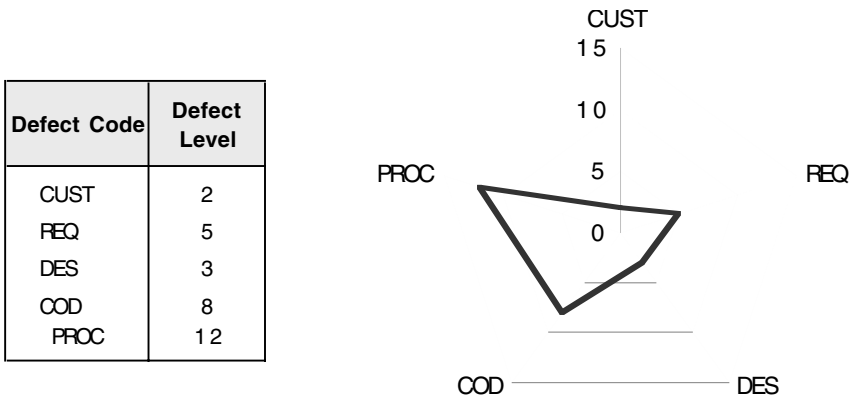 Defect Code Defect Level
CUST 2
REQ 5
DES 3
COD 8
PROC 12
CUST
15
10
5
0
PROC
REQ
COD
DES